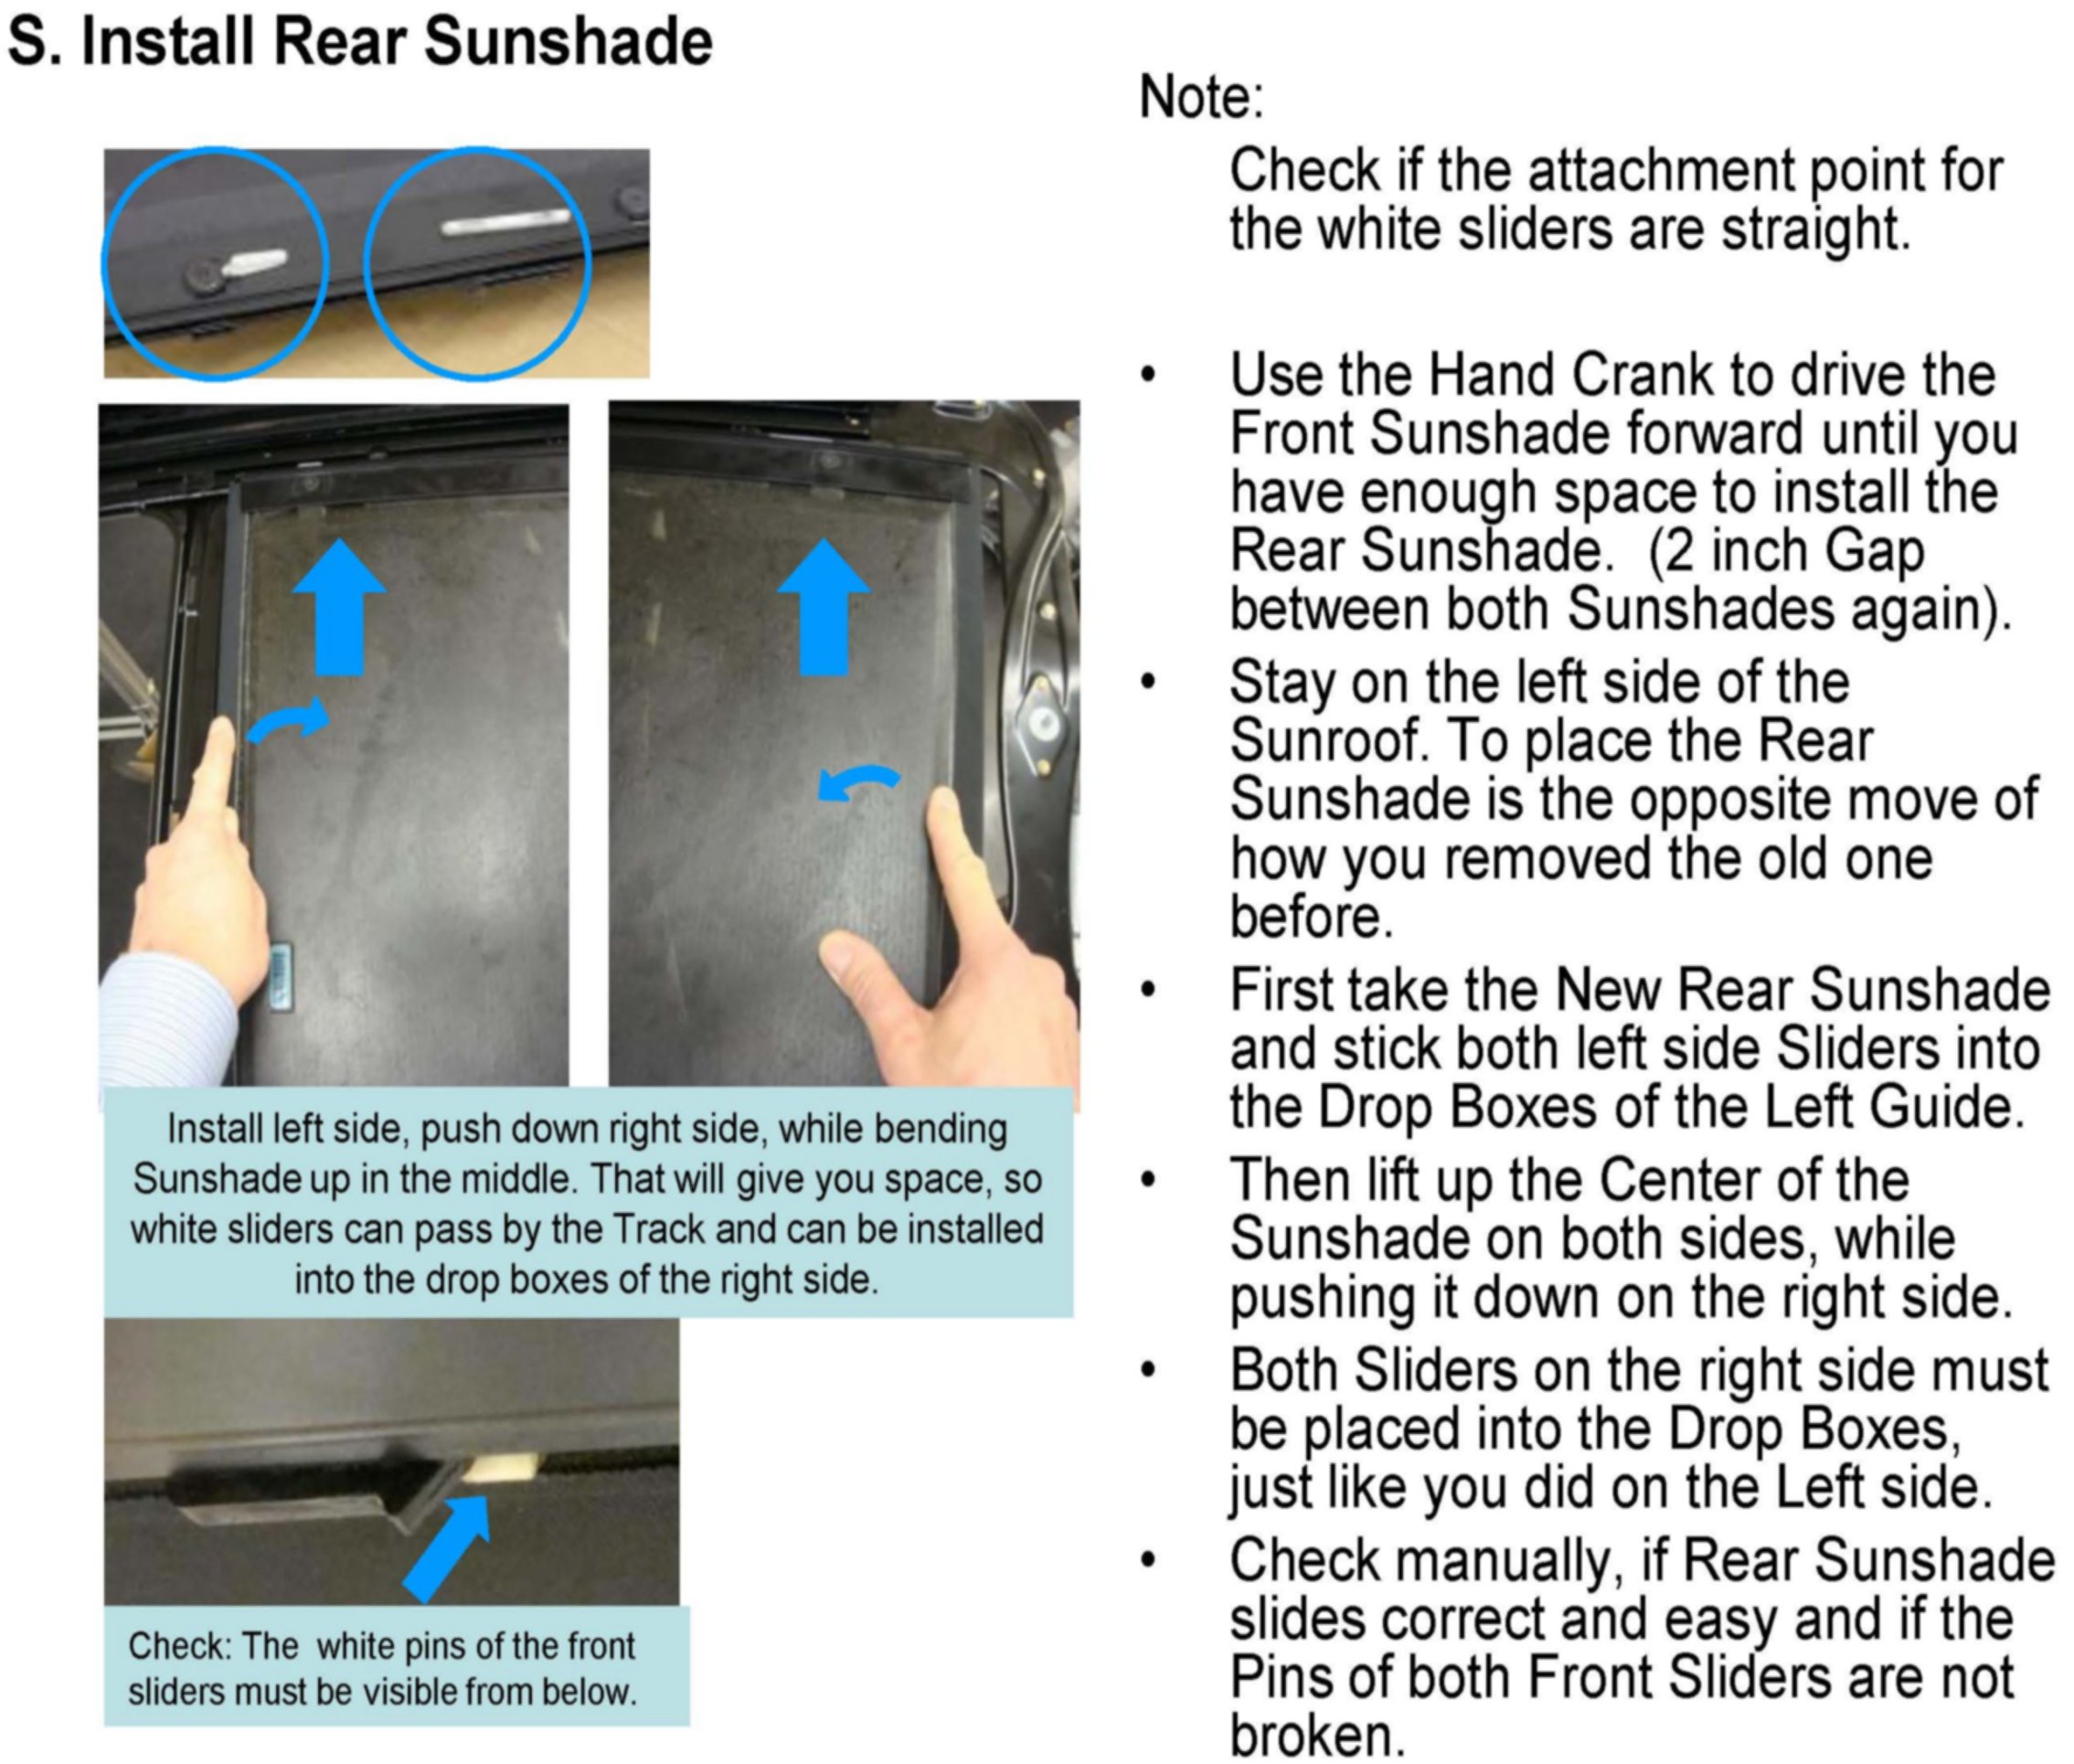 S. Install Rear Sunshade
Note:
Check if the attachment point for
the white sliders are straight.
• Use the Hand Crank to drive the
Front Sunshade forward until you
have enough space to install the
Rear Sunshade. (2 inch Gap
between both Sunshades again).
• Stay on the left side of the
Sunroof. To place the Rear
Sunshade is the opposite move of
how you removed the old one
before.
• First take the New Rear Sunshade
and stick both left side Sliders into
the Drop Boxes of the Left Guide.
• Then lift up the Center of the
Sunshade on both sides, while
pushing it down on the right side.
• Both Sliders on the right side must
be placed into the Drop Boxes,
just like you did on the Left side.
• Check manually, if Rear Sunshade
slides correct and easy and if the
Pins of both Front Sliders are not
broken.
Install left side, push down right side, while bending
Sunshade up in the middle. That will give you space, so
white sliders can pass by the Track and can be installed
into the drop boxes of the right side.
Check: The white pins of the front
sliders must be visible from below.